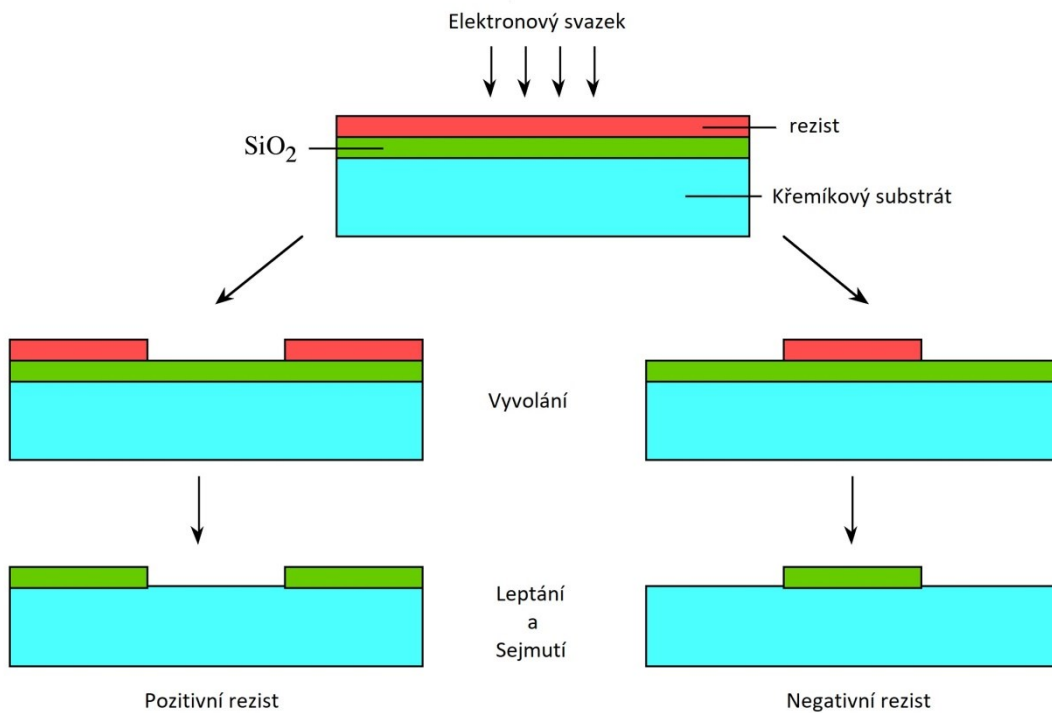 Elektronový svazek
rezist
SiO2
Křemíkový substrát
Vyvolání
Leptání
a
Sejmutí
Pozitivní rezist
Negativní rezist